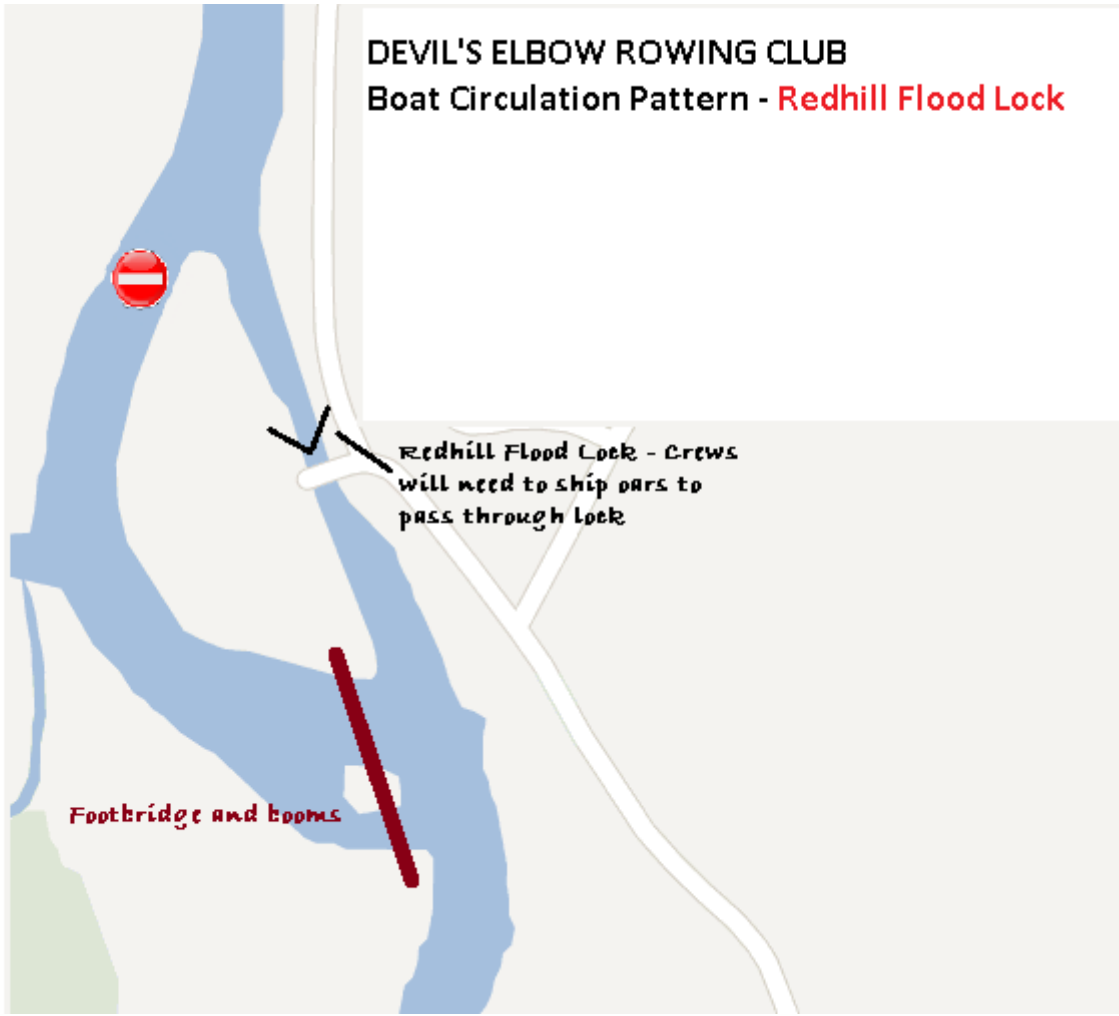 DEVIL'S ELBOW ROWING CLUB
Boat Circulation Pattern - Redhill Flood Lock
Redhill Flood Lock - Crews
will need to ship oars to
pass through lock
Footbridge and booms